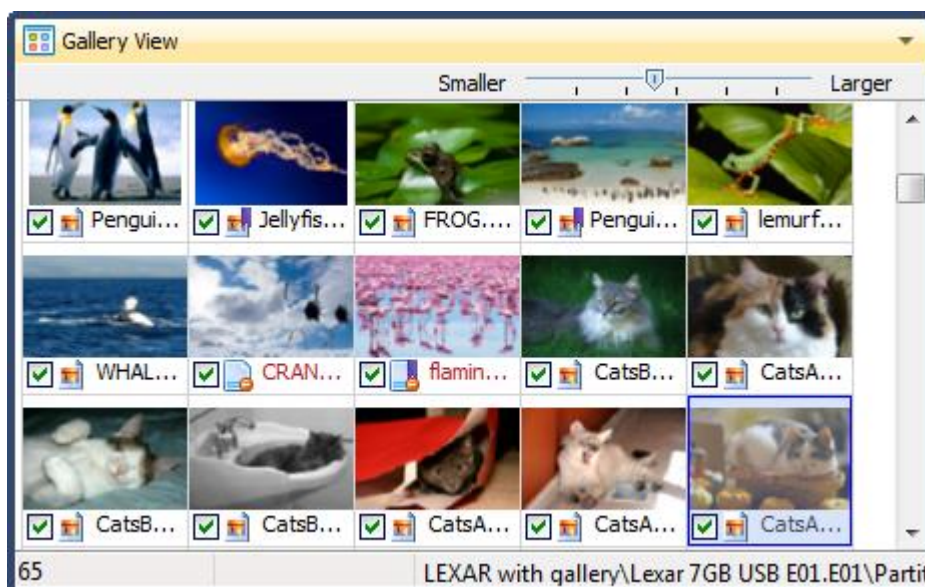 Gallery View
Smaller Larger
Pengui... Jellyfis... FROG.... Pengui... lemurf...
WHAL... CRAN... flamin... CatsB... CatsA...
CatsB... CatsB... CatsA... CatsA... CatsA...
65 LEXAR with gallery\Lexar 7GB USB E01.E01\Partit